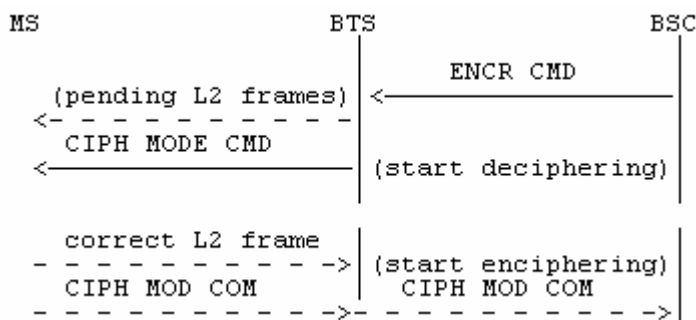 MS BTS BSC
ENCR CMD
(pending L2 frames)
CIPH MODE CMD
(start deciphering)
correct L2 frame
(start enciphering)
CIPH MOD COM CIPH MOD COM